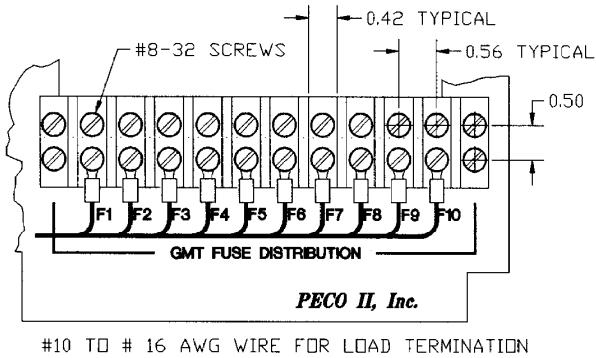 0.42 TYPICAL
#8-32 SCREWS
0.56 TYPICAL
0.50
F1 F2 F3 F4 F5 F6 F7 F8 F9 F10
GMT FUSE DISTRIBUTION
PECO II, Inc.
#10 TO # 16 AWG WIRE FOR LOAD TERMINATION